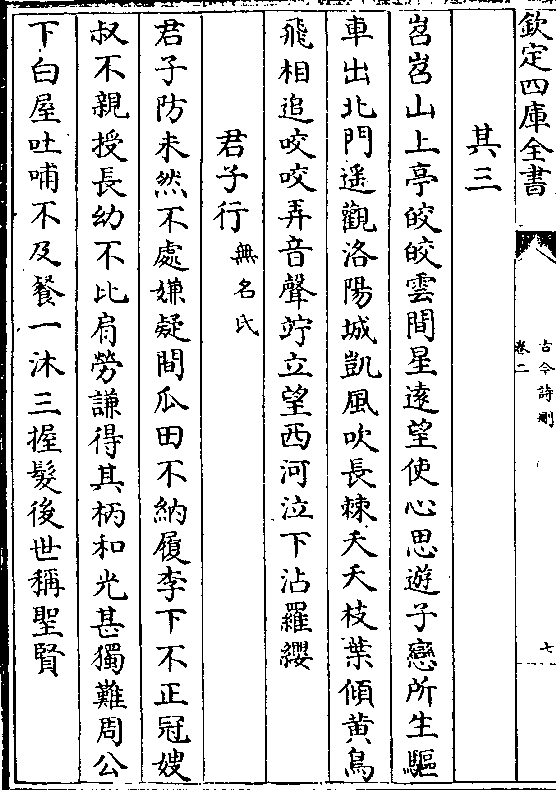 欽定四庫全書
古今詩刪
卷二
七
其三
岧岧山上亭皎皎雲間星逺望使心思遊子戀所生驅
車出北門遥觀洛陽城凱風吹長棘夭夭枝葉傾黄鳥
飛相追咬咬弄音聲竚立望西河泣下沾羅纓
君子行無名氏
君子防未然不處嫌疑間瓜田不納履李下不正冠嫂
叔不親授長幼不比肩勞謙得其柄和光甚獨難周公
下白屋吐哺不及餐一沐三握髮後世稱聖賢